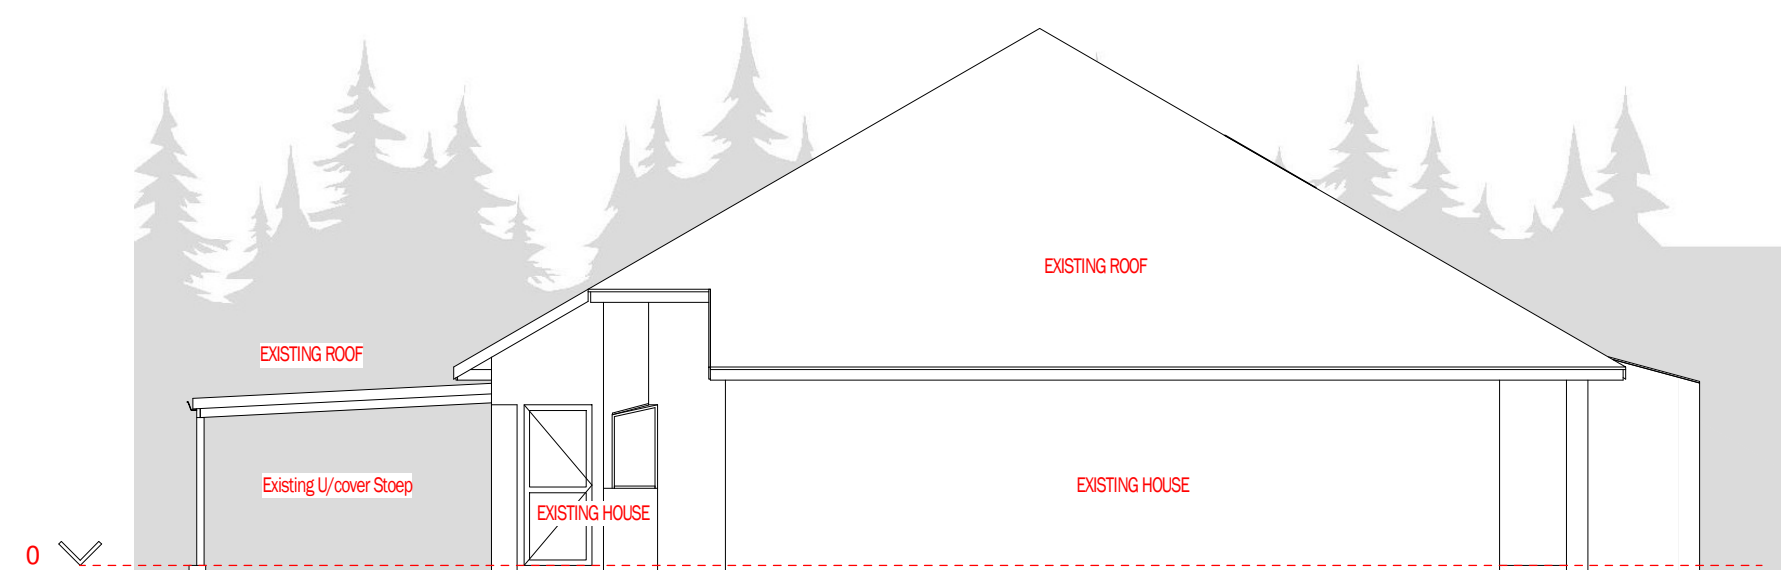 EXISTING ROOF
EXISTING ROOF
Existing U/cover Stoep
EXISTING HOUSE
EXISTING HOUSE
0